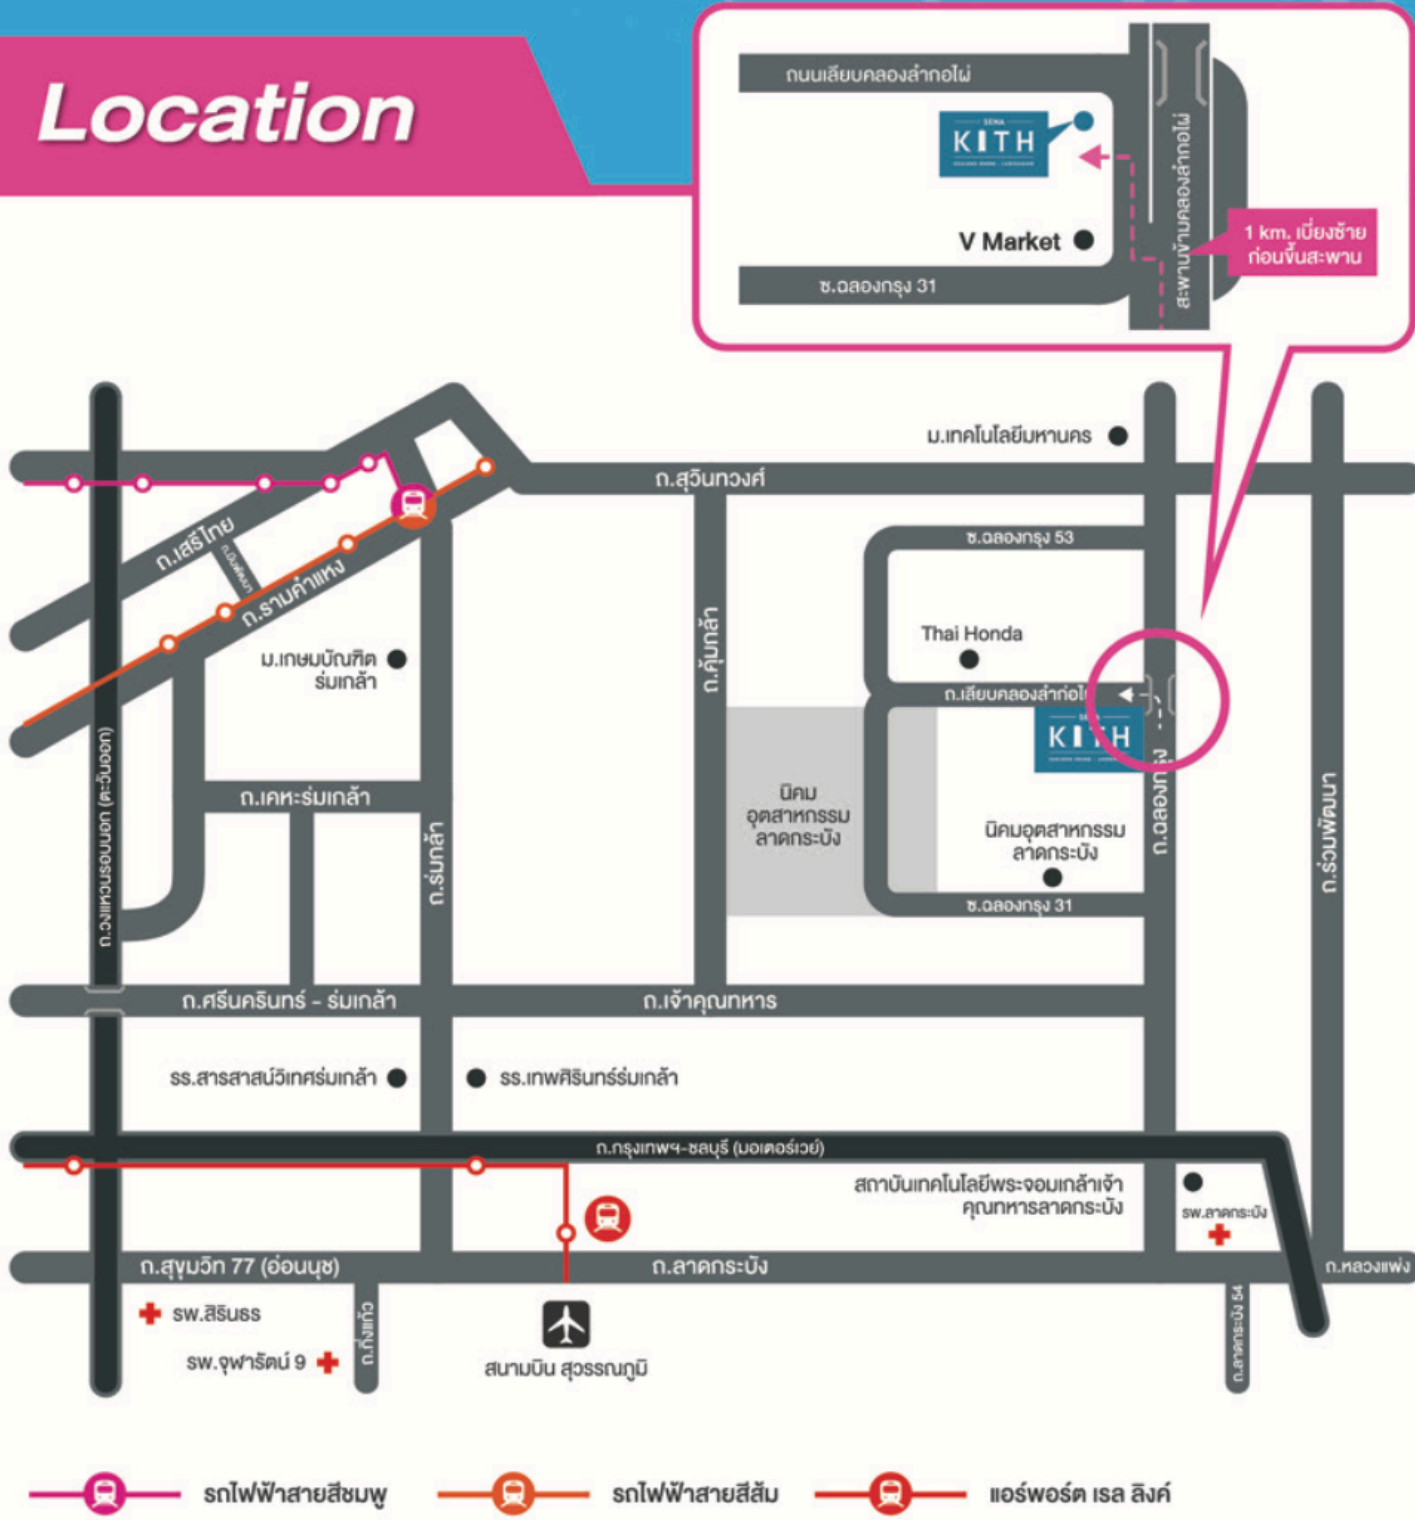 Location
ถนนเลียบคลองลำกอไผ่
SENA
KITH
V Market
ซ.ฉลองกรุง 31
สะพานข้ามคลองลำกอไผ่
1 km. เบี่ยงซ้าย
ก่อนขึ้นสะพาน
ม.เทคโนโลยีมหานคร
ถ.สุวินทวงศ์
ถ.เสรีไทย
ถ.รามคำแหง
ซ.ฉลองกรุง 53
ถ.คุ้มเกล้า
Thai Honda
ม.เกษมบัณฑิต
ร่มเกล้า
ถ.เลียบคลองลำก่อไ
KITH
ถ.วงแหวนรอบนอก (ตะวันออก)
ถ.เคหะร่มเกล้า
ถ.ร่มเกล้า
นิคม
อุตสาหกรรม
ลาดกระบัง
นิคมอุตสาหกรรม
ลาดกระบัง
ถ.ฉลองกรุง
ถ.ร่วมพัฒนา
ซ.ฉลองกรุง 31
ถ.ศรีนครินทร์ - ร่มเกล้า
ถ.เจ้าคุณทหาร
รร.สารสาสน์วิเทศร่มเกล้า
รร.เทพศิรินทร์ร่มเกล้า
ถ.กรุงเทพฯ-ชลบุรี (มอเตอร์เวย์)
สถาบันเทคโนโลยีพระจอมเกล้าเจ้า
คุณทหารลาดกระบัง
รพ.ลาดกระบัง
ถ.สุขุมวิท 77 (อ่อนนุช)
ถ.ลาดกระบัง
ถ.หลวงแพ่ง
รพ.สิรินธร
รพ.จุฬารัตน์ 9
ถ.กิ่งแก้ว
สนามบิน สุวรรณภูมิ
ถ.ลาดกระบัง 54
รถไฟฟ้าสายสีชมพู
รถไฟฟ้าสายสีส้ม
แอร์พอร์ต เรล ลิงค์